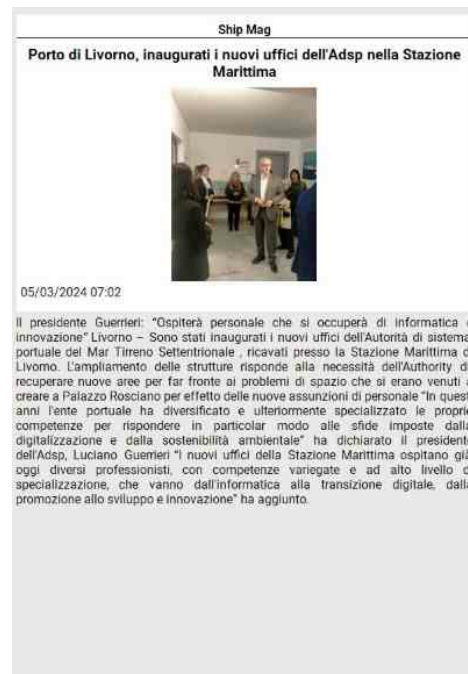 Ship Mag
Porto di Livorno, inaugurati i nuovi uffici dell'Adsp nella Stazione
Marittima
05/03/2024 07:02
Il presidente Guerrieri: "Ospiterà personale che si occuperà di informatica
innovazione" Livorno – Sono stati inaugurati i nuovi uffici dell'Autorità di sistema
portuale del Mar Tirreno Settentrionale , ricavati presso la Stazione Marittima d
Livorno. L'ampliamento delle strutture risponde alla necessità dell'Authority di
recuperare nuove aree per far fronte ai problemi di spazio che si erano venuti a
creare a Palazzo Rosciano per effetto delle nuove assunzioni di personale "In quest
anni l'ente portuale ha diversificato e ulteriormente specializzato le proprie
competenze per rispondere in particolar modo alle sfide imposte dalla
digitalizzazione e dalla sostenibilità ambientale" ha dichiarato il presidente
dell'Adsp, Luciano Guerrieri "I nuovi uffici della Stazione Marittima ospitano già
oggi diversi professionisti, con competenze variegate e ad alto livello d
specializzazione, che vanno dall'informatica alla transizione digitale, dalla
promozione allo sviluppo e innovazione" ha aggiunto.